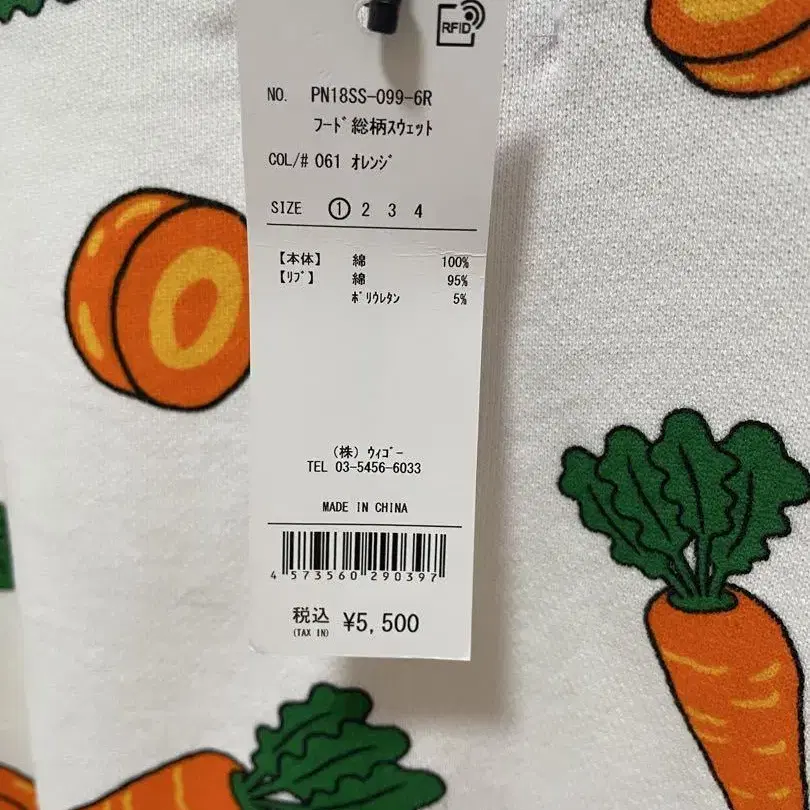 RFID
NO. PN18SS-099-6R
フード総柄スウェット
COL/# 061 オレンジ
SIZE ① 2 3 4
【本体】 綿 100%
【リブ】 綿 95%
ポリウレタン 5%
(株) ウィゴー
TEL 03-5456-6033
MADE IN CHINA
4 573560 290397
税込 ¥5,500
(TAX IN)